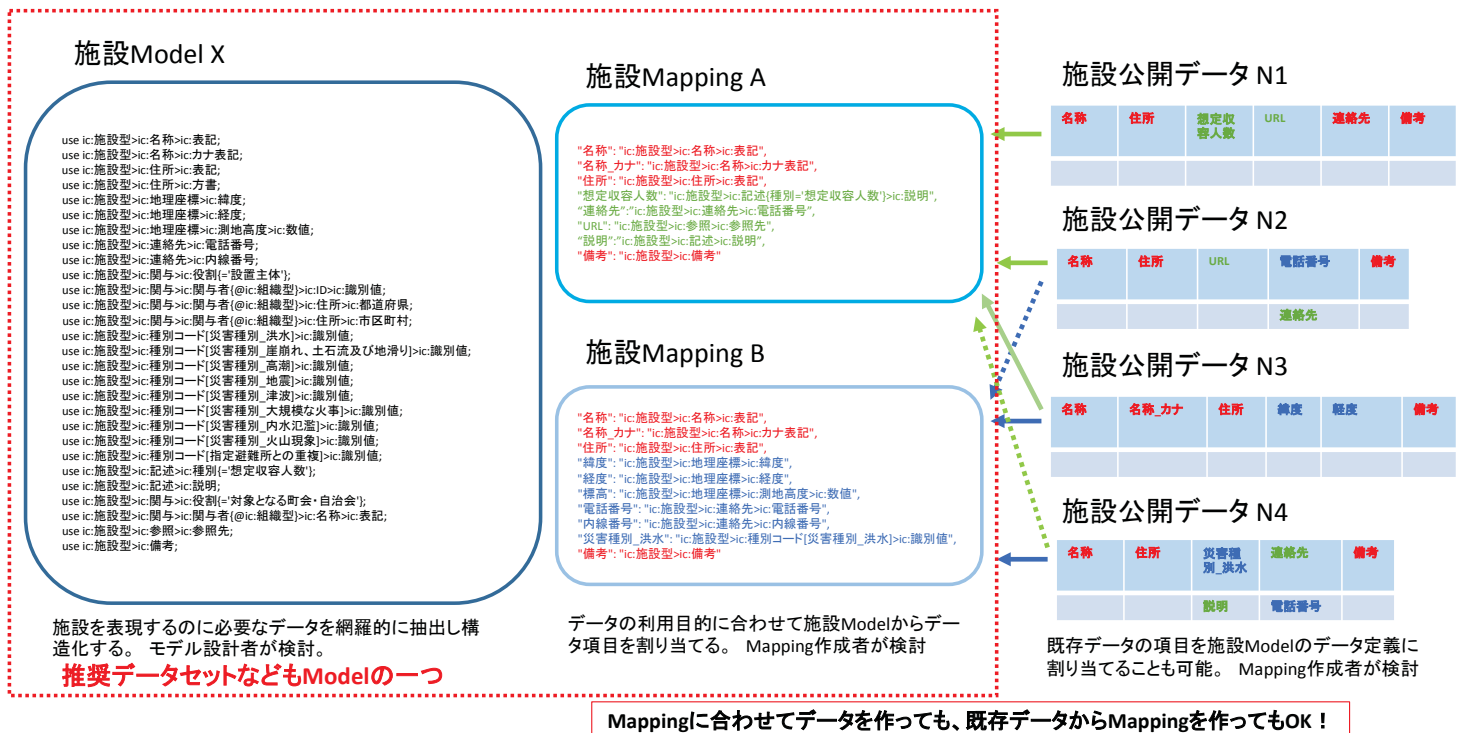 施設Model X
use ic:施設型>ic:名称>ic:表記;
use ic:施設型>ic:名称>ic:カナ表記;
use ic:施設型>ic:住所>ic:表記;
use ic:施設型>ic:住所>ic:方書;
use ic:施設型>ic:地理座標>ic:緯度;
use ic:施設型>ic:地理座標>ic:経度;
use ic:施設型>ic:地理座標>ic:測地高度>ic:数値;
use ic:施設型>ic:連絡先>ic:電話番号;
use ic:施設型>ic:連絡先>ic:内線番号;
use ic:施設型>ic:関与>ic:役割{='設置主体'};
use ic:施設型>ic:関与>ic:関与者{@ic:組織型}>ic:ID>ic:識別値;
use ic:施設型>ic:関与>ic:関与者{@ic:組織型}>ic:住所>ic:都道府県;
use ic:施設型>ic:関与>ic:関与者{@ic:組織型}>ic:住所>ic:市区町村;
use ic:施設型>ic:種別コード[災害種別_洪水]>ic:識別値;
use ic:施設型>ic:種別コード[災害種別_崖崩れ、土石流及び地滑り]>ic:識別値;
use ic:施設型>ic:種別コード[災害種別_高潮]>ic:識別値;
use ic:施設型>ic:種別コード[災害種別_地震]>ic:識別値;
use ic:施設型>ic:種別コード[災害種別_津波]>ic:識別値;
use ic:施設型>ic:種別コード[災害種別_大規模な火事]>ic:識別値;
use ic:施設型>ic:種別コード[災害種別_内水氾濫]>ic:識別値;
use ic:施設型>ic:種別コード[災害種別_火山現象]>ic:識別値;
use ic:施設型>ic:種別コード[指定避難所との重複]>ic:識別値;
use ic:施設型>ic:記述>ic:種別{='想定収容人数'};
use ic:施設型>ic:記述>ic:説明;
use ic:施設型>ic:関与>ic:役割{='対象となる町会・自治会'};
use ic:施設型>ic:関与>ic:関与者{@ic:組織型}>ic:名称>ic:表記;
use ic:施設型>ic:参照>ic:参照先;
use ic:施設型>ic:備考;
施設を表現するのに必要なデータを網羅的に抽出し構
造化する。 モデル設計者が検討。
推奨データセットなどもModelの一つ
施設Mapping A
"名称": "ic:施設型>ic:名称>ic:表記",
"名称_カナ": "ic:施設型>ic:名称>ic:カナ表記",
"住所": "ic:施設型>ic:住所>ic:表記",
"想定収容人数": "ic:施設型>ic:記述{種別='想定収容人数'}>ic:説明",
"連絡先":"ic:施設型>ic:連絡先>ic:電話番号",
"URL": "ic:施設型>ic:参照>ic:参照先",
"説明":"ic:施設型>ic:記述>ic:説明",
"備考": "ic:施設型>ic:備考"
施設Mapping B
"名称": "ic:施設型>ic:名称>ic:表記",
"名称_カナ": "ic:施設型>ic:名称>ic:カナ表記",
"住所": "ic:施設型>ic:住所>ic:表記",
"緯度": "ic:施設型>ic:地理座標>ic:緯度",
"経度": "ic:施設型>ic:地理座標>ic:経度",
"標高": "ic:施設型>ic:地理座標>ic:測地高度>ic:数値",
"電話番号": "ic:施設型>ic:連絡先>ic:電話番号",
"内線番号": "ic:施設型>ic:連絡先>ic:内線番号",
"災害種別_洪水": "ic:施設型>ic:種別コード[災害種別_洪水]>ic:識別値",
"備考": "ic:施設型>ic:備考"
データの利用目的に合わせて施設Modelからデー
タ項目を割り当てる。 Mapping作成者が検討
施設公開データ N1
名称 住所 想定収 URL 連絡先 備考
容人数
施設公開データ N2
名称 住所 URL 電話番号 備考
連絡先
施設公開データ N3
名称 名称_カナ 住所 緯度 経度 備考
施設公開データ N4
名称 住所 災害種 連絡先 備考
別_洪水
説明 電話番号
既存データの項目を施設Modelのデータ定義に
割り当てることも可能。 Mapping作成者が検討
Mappingに合わせてデータを作っても、既存データからMappingを作ってもOK！